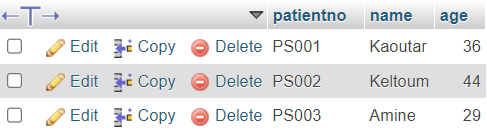 patientno name age
Edit Copy Delete PS001 Kaoutar 36
Edit Copy Delete PS002 Keltoum 44
Edit Copy Delete PS003 Amine 29